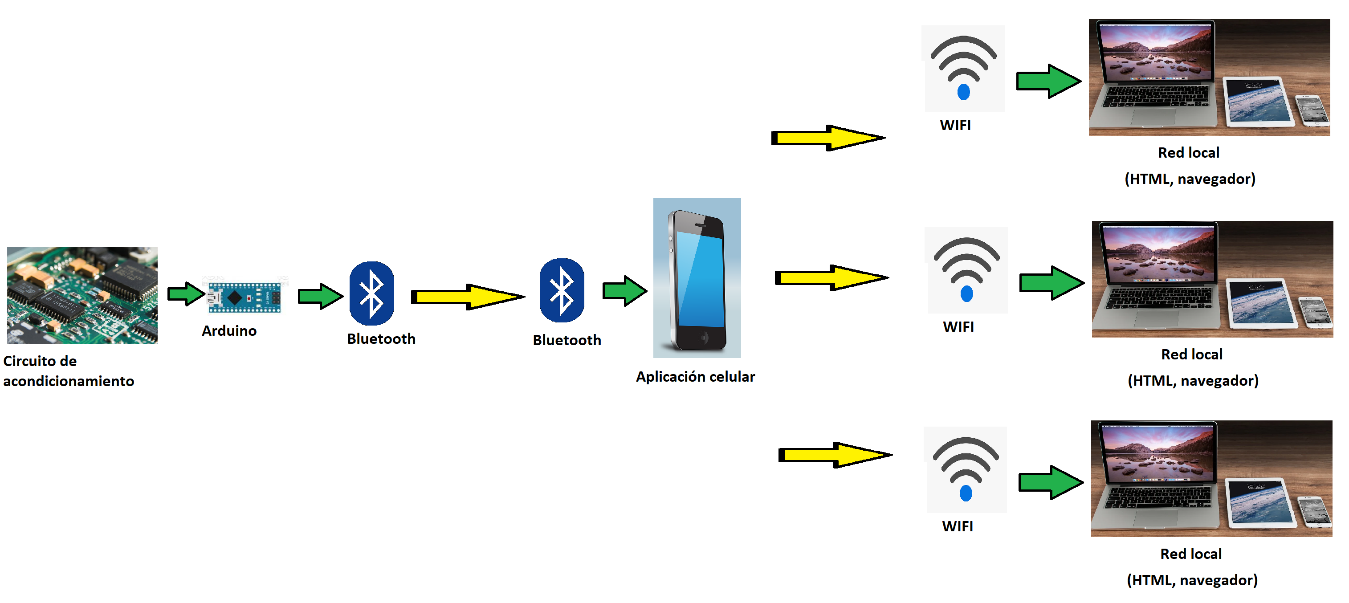 Circuito de
acondicionamiento
Arduino
Bluetooth
Bluetooth
Aplicación celular
WIFI
Red local
(HTML, navegador)
WIFI
Red local
(HTML, navegador)
WIFI
Red local
(HTML, navegador)